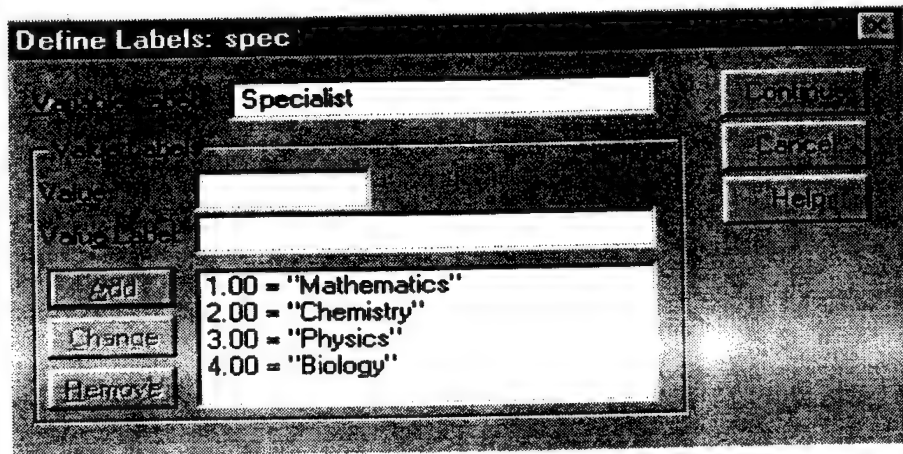 Define Labels: spec
Variable Label: Specialist
Continue
Cancel
Help
Value Labels
Value:
Value Label:
Add
Change
Remove
1.00 = "Mathematics"
2.00 = "Chemistry"
3.00 = "Physics"
4.00 = "Biology"